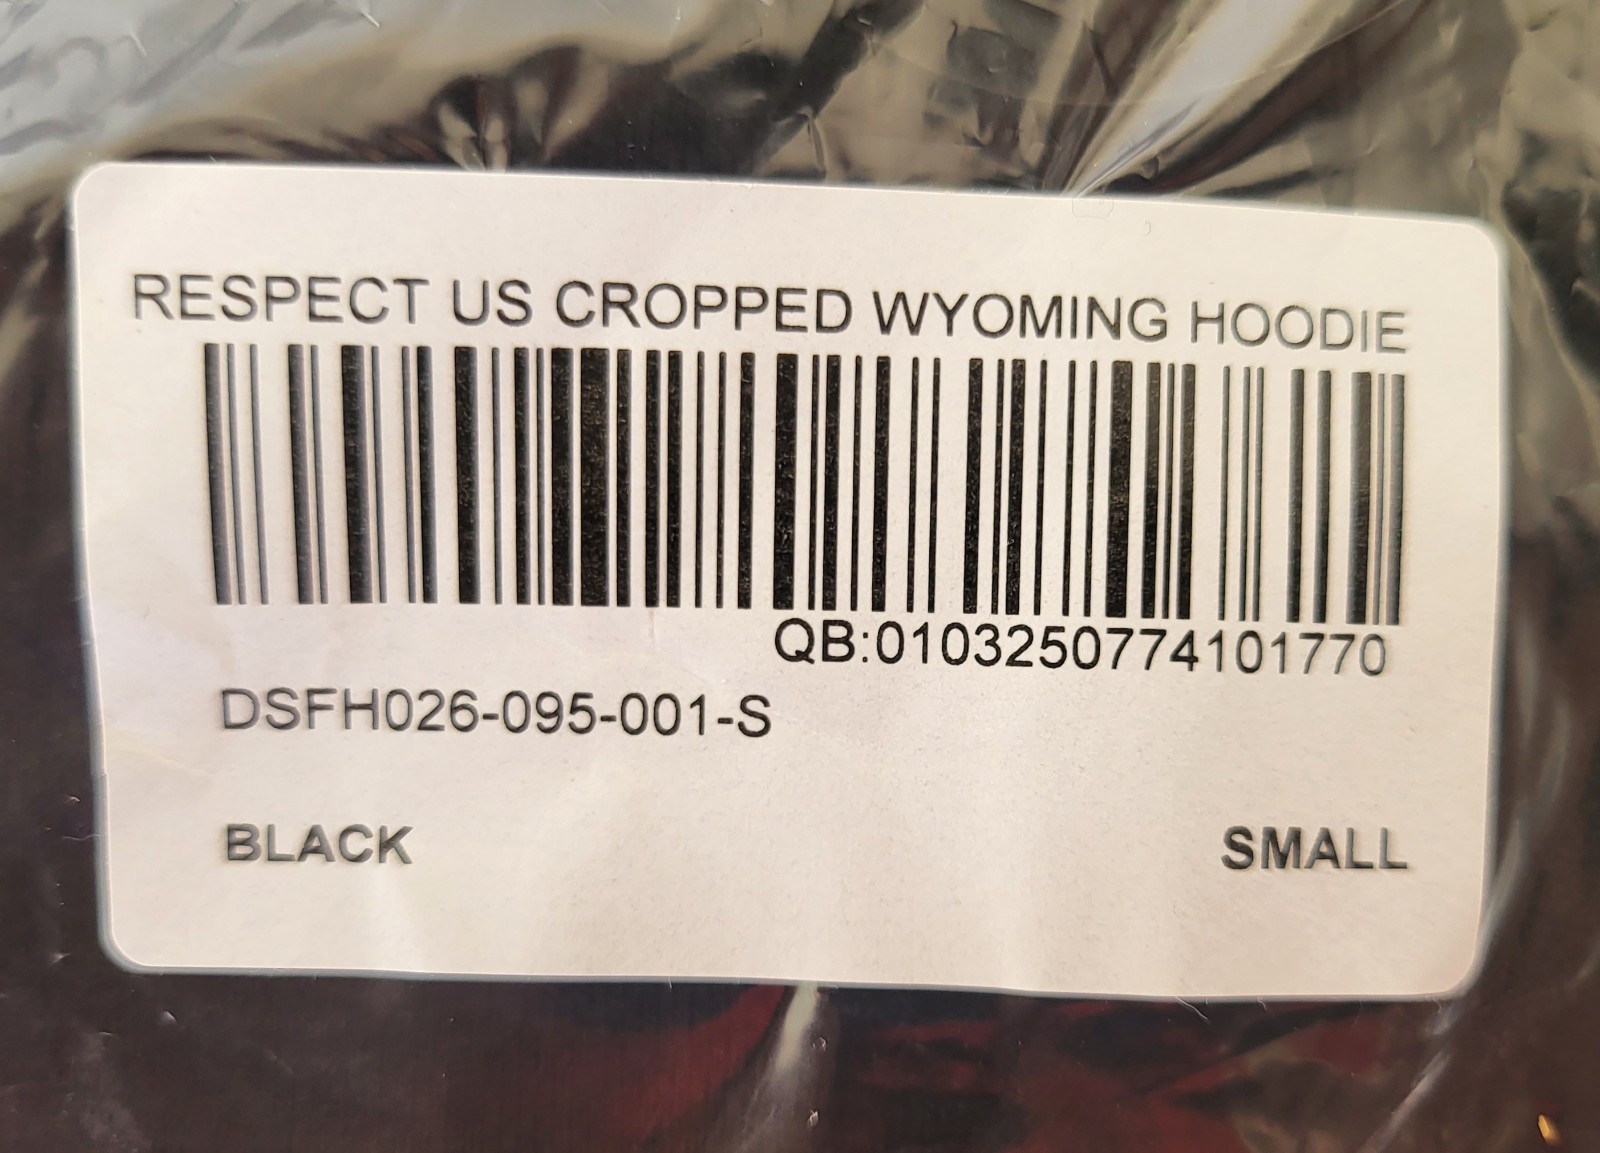 RESPECT US CROPPED WYOMING HOODIE
QB:0103250774101770
DSFH026-095-001-S
BLACK SMALL